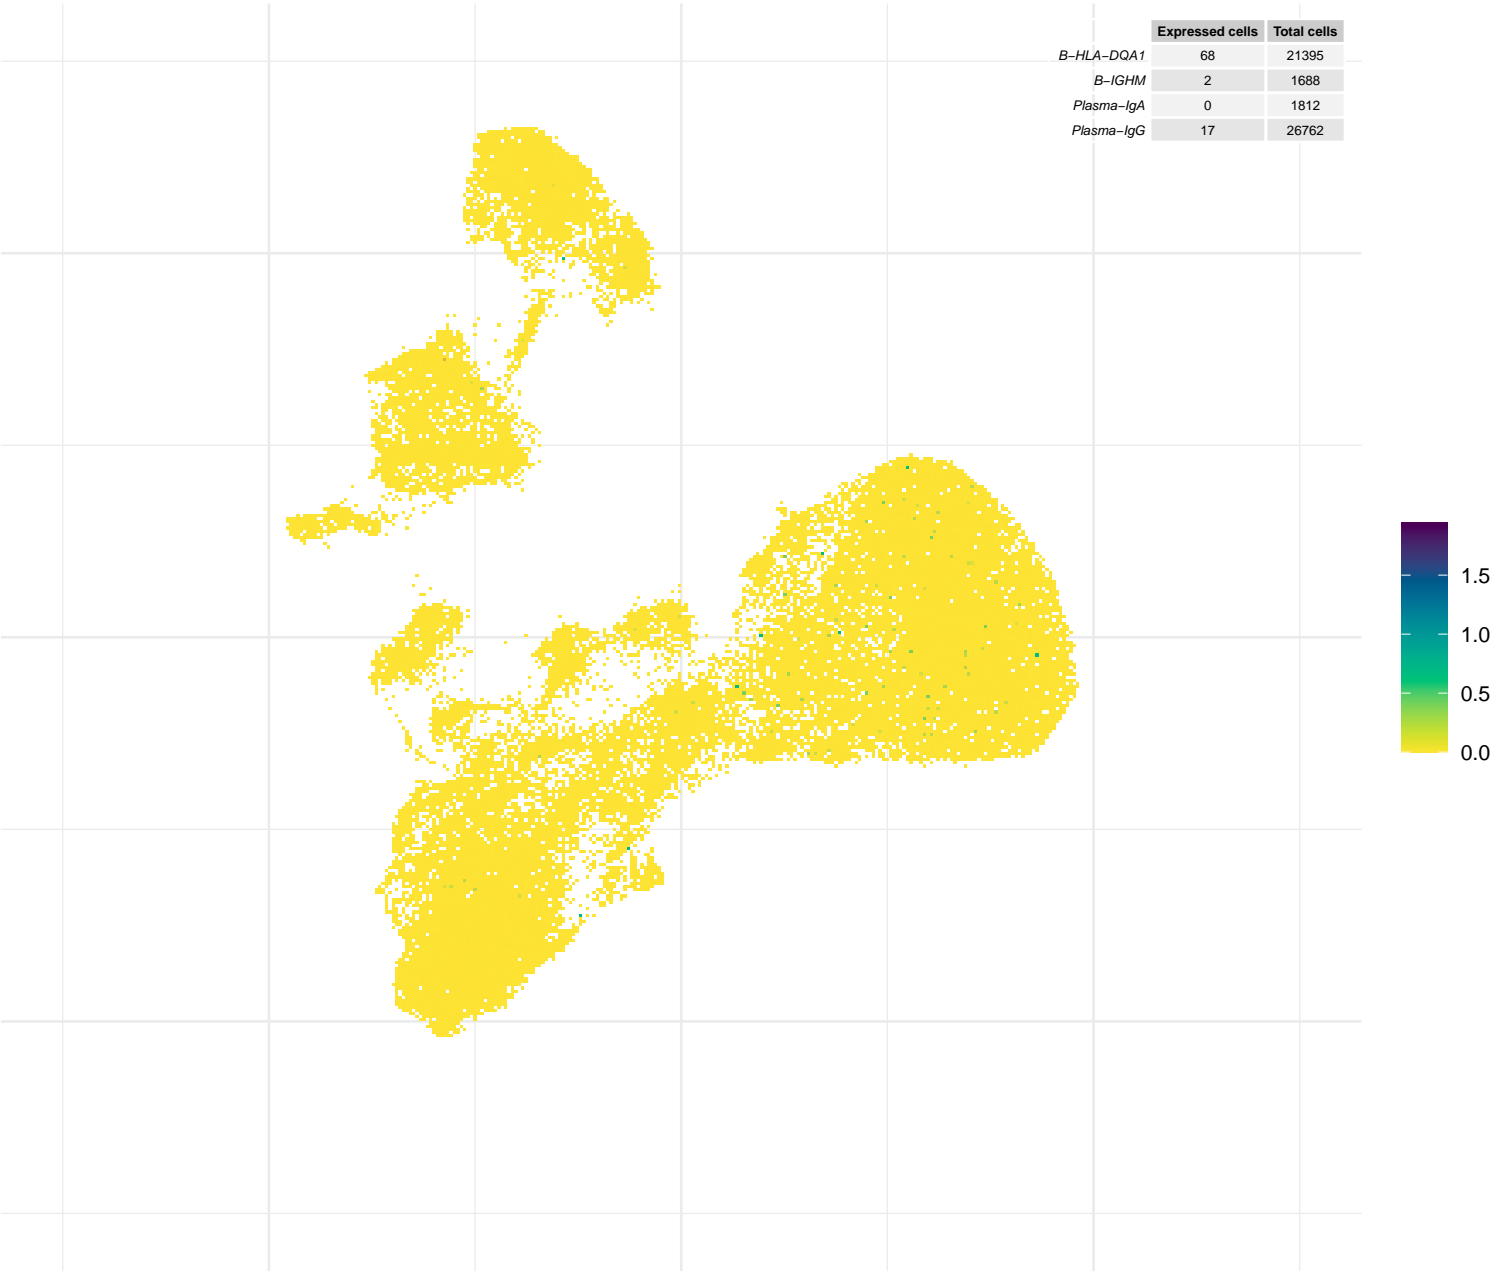 Expressed cells Total cells
B-HLA-DQA1 68 21395
B-IGHM 2 1688
Plasma-IgA 0 1812
Plasma-IgG 17 26762
1.5
1.0
0.5
0.0